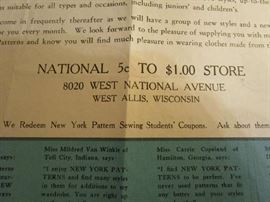 is suitable for all types and occasions, including juniors' and children's.
come in frequently thereafter as we will have a group of new styles and a new
or you every month. We look forward to the pleasure of supplying you with m
Patterns and know you will find much pleasure in wearing clothes made from t
NATIONAL 5c TO $1.00 STORE
8020 WEST NATIONAL AVENUE
WEST ALLIS, WISCONSIN
We Redeem New York Pattern Sewing Students' Coupons. Ask about them
says:
Miss Mildred Van Winkle of
Tell City, Indiana, says:
"I enjoy NEW YORK PAT-
TERNS and find many styles
in them for additions to my
wardrobe. You are right up
Miss Carrie Copeland of
Hamilton, Georgia, says:
"I find NEW YORK PAT-
TERNS to be perfect. I've
never used patterns that fit
so any better and